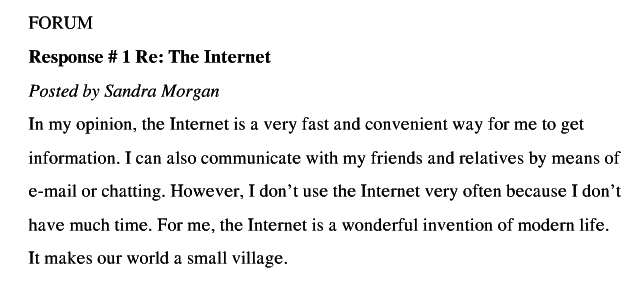 FORUM
Response # 1 Re: The Internet
Posted by Sandra Morgan
In my opinion, the Internet is a very fast and convenient way for me to get
information. I can also communicate with my friends and relatives by means of
e-mail or chatting. However, I don’t use the Internet very often because I don’t
have much time. For me, the Internet is a wonderful invention of modern life.
It makes our world a small village.